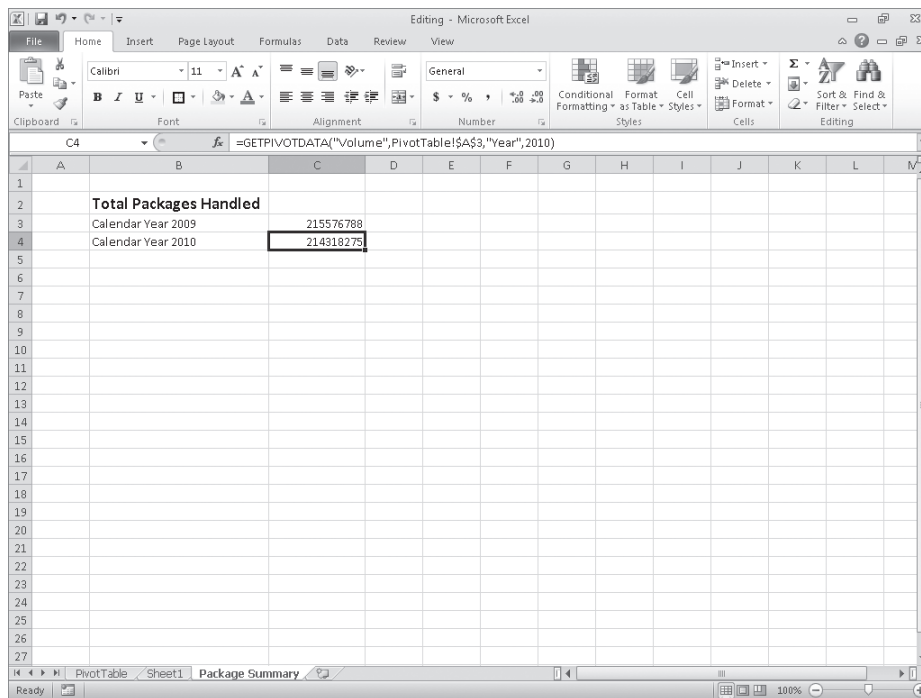 Editing - Microsoft Excel
File Home Insert Page Layout Formulas Data Review View
Paste
Calibri 11 A A
B I U A
General
$ % , .00 .00
Conditional Formatting
Format as Table
Cell Styles
Insert
Delete
Format
Σ
Sort & Filter
Find & Select
Clipboard Font Alignment Number Styles Cells Editing
C4 fx =GETPIVOTDATA("Volume",PivotTable!$A$3,"Year",2010)
A B C D E F G H I J K L M
1
2 Total Packages Handled
3 Calendar Year 2009 215576788
4 Calendar Year 2010 214318275
5
6
7
8
9
10
11
12
13
14
15
16
17
18
19
20
21
22
23
24
25
26
27
PivotTable Sheet1 Package Summary
Ready 100%